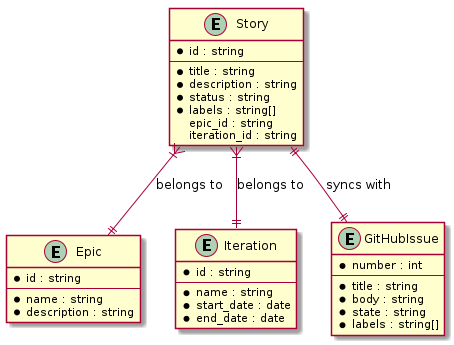 E Story
id : string
title : string
description : string
status : string
labels : string[]
epic_id : string
iteration_id : string
belongs to
belongs to
syncs with
E Epic
id : string
name : string
description : string
E Iteration
id : string
name : string
start_date : date
end_date : date
E GitHubIssue
number : int
title : string
body : string
state : string
labels : string[]